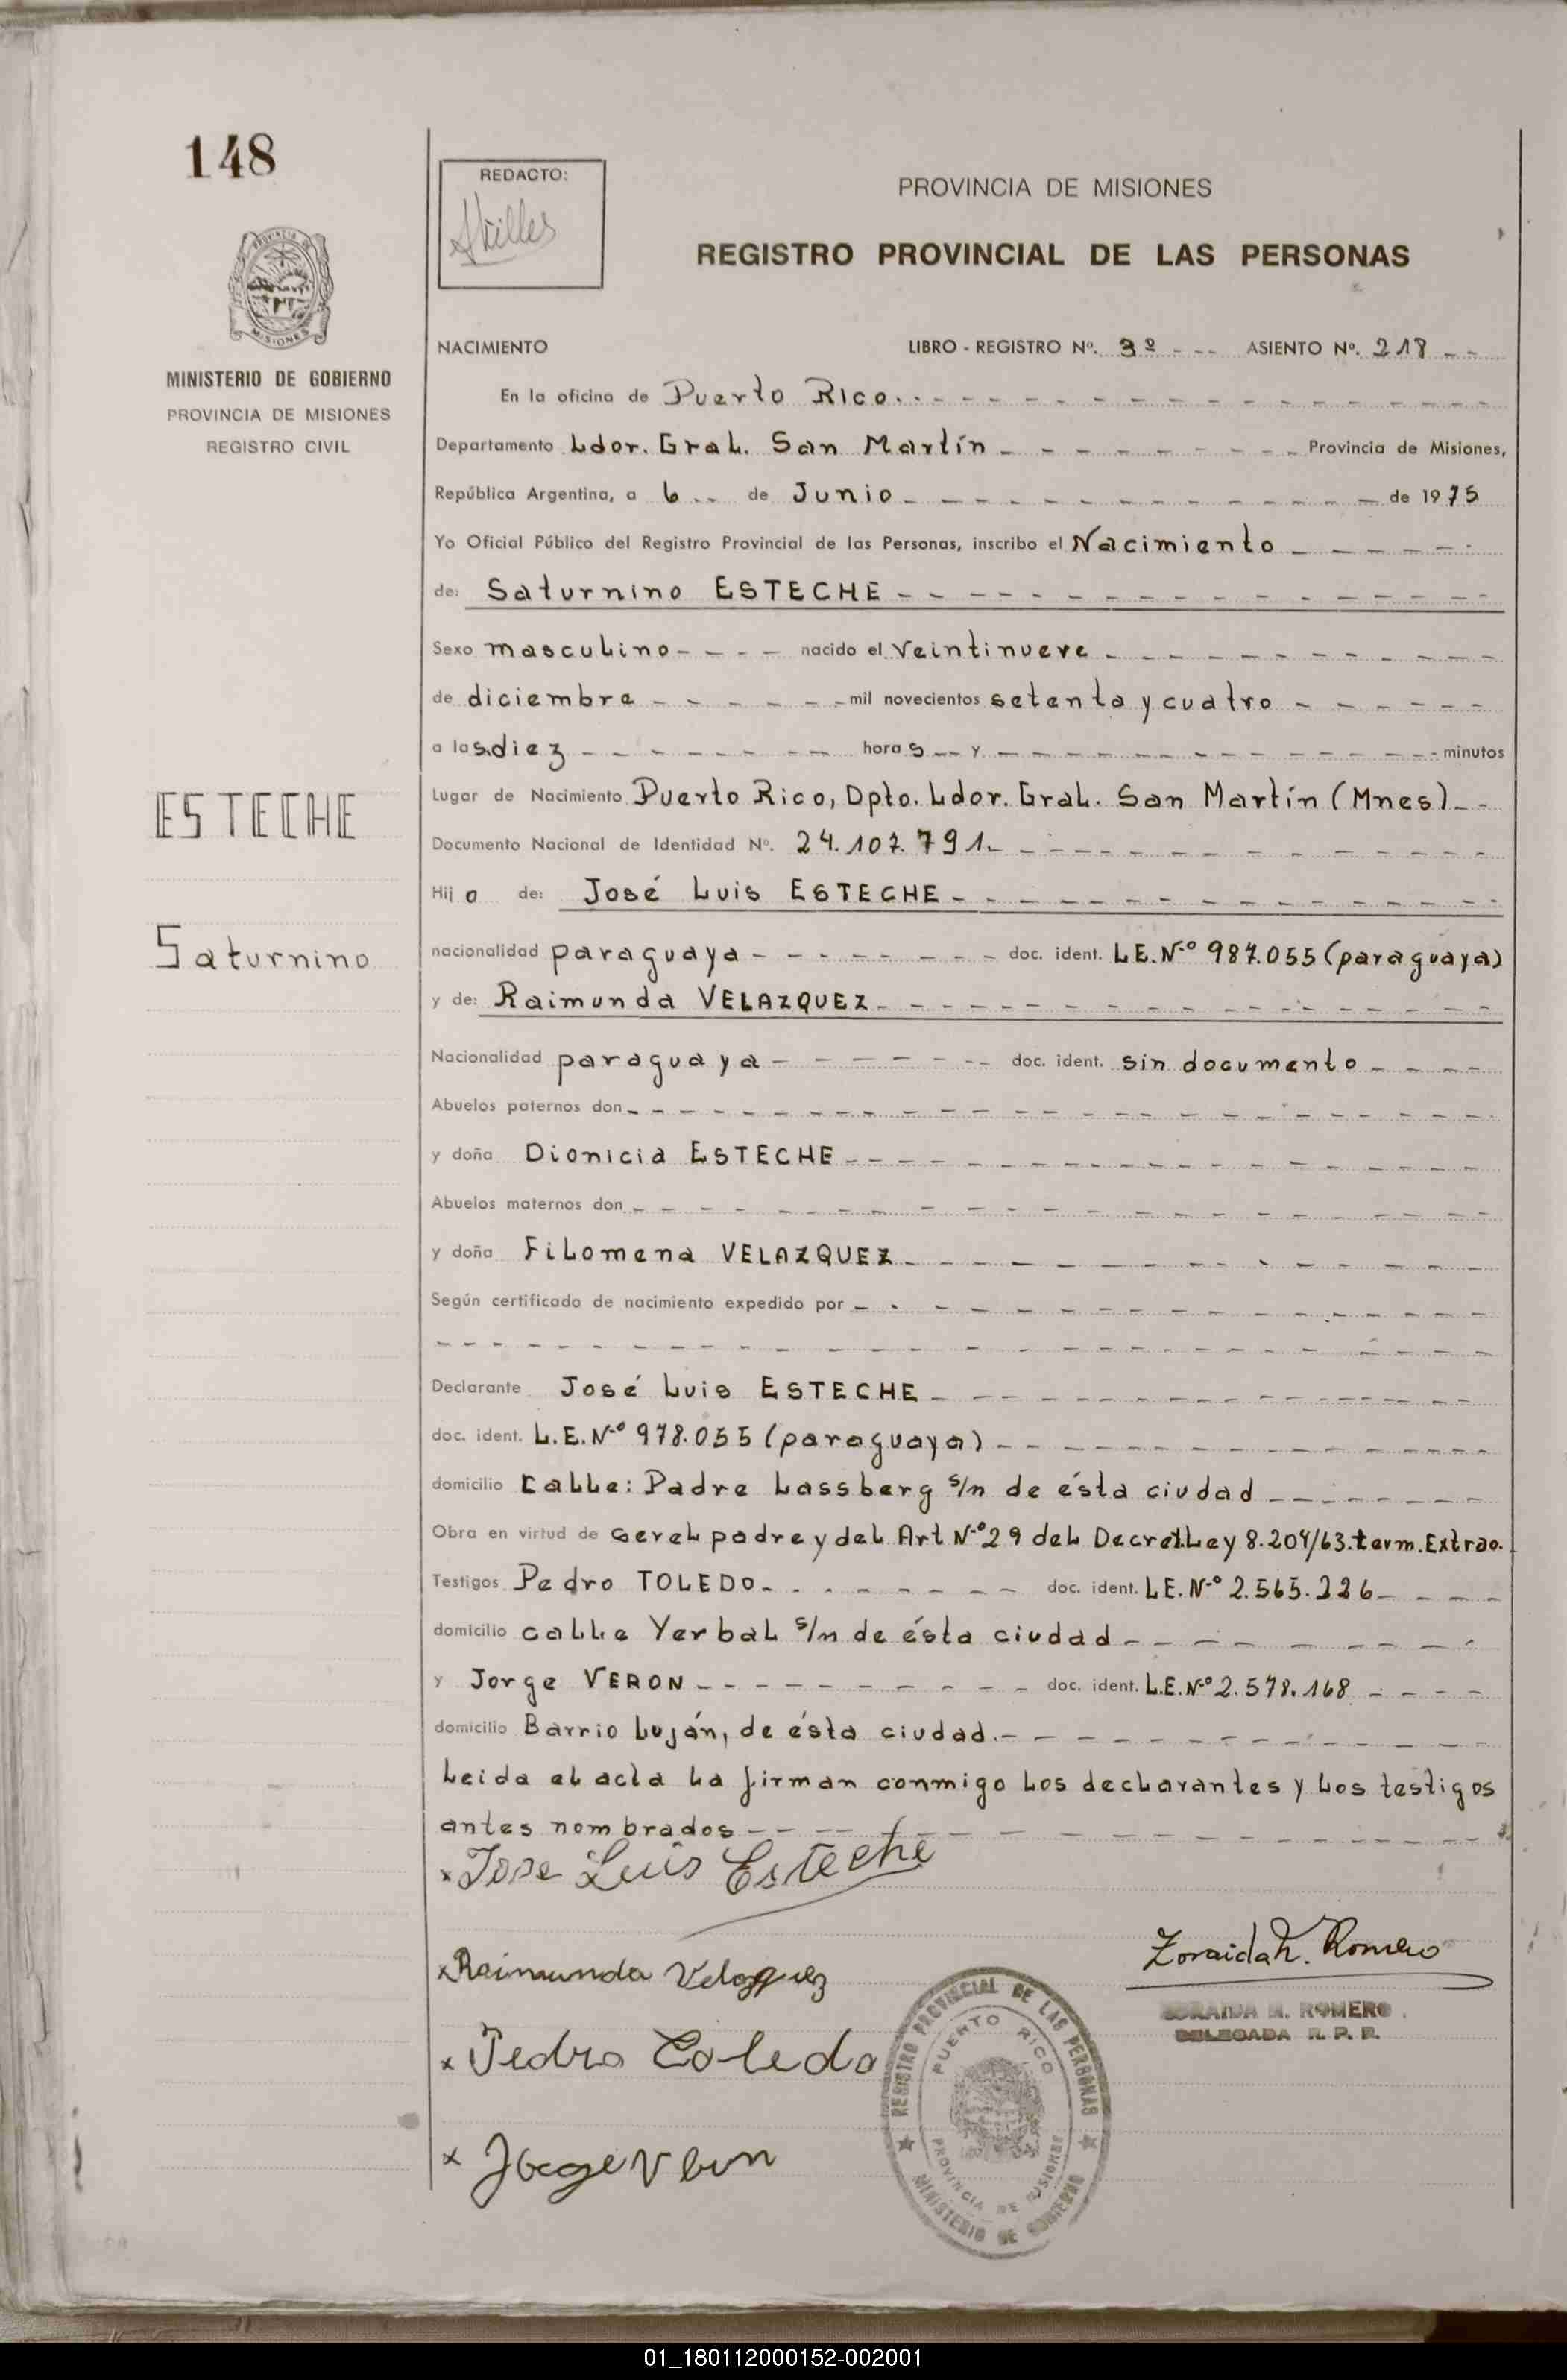 148
REDACTO:
PROVINCIA DE MISIONES
REGISTRO PROVINCIAL DE LAS PERSONAS
PROVINCIA DE
MISIONES
MINISTERIO DE GOBIERNO
PROVINCIA DE MISIONES
REGISTRO CIVIL
NACIMIENTO LIBRO - REGISTRO Nº. 3º - - - ASIENTO Nº. 218 - -
En la oficina de Puerto Rico
Departamento Ldor. Gral. San Martín Provincia de Misiones,
República Argentina, a 6 de Junio de 1975
Yo Oficial Público del Registro Provincial de las Personas, inscribo el Nacimiento
de: Saturnino ESTECHE
Sexo masculino nacido el veintinueve
de diciembre mil novecientos setenta y cuatro
a las diez horas y minutos
ESTECHE
Saturnino
Lugar de Nacimiento Puerto Rico, Dpto. Ldor. Gral. San Martín (Mnes)
Documento Nacional de Identidad Nº. 24.107.791
Hijo de: José Luis ESTECHE
nacionalidad paraguaya doc. ident. L.E.Nº 987.055 (paraguaya)
y de: Raimunda VELAZQUEZ
Nacionalidad paraguaya doc. ident. sin documento
Abuelos paternos don
y doña Dionicia ESTECHE
Abuelos maternos don
y doña Filomena VELAZQUEZ
Según certificado de nacimiento expedido por
Declarante José Luis ESTECHE
doc. ident. L.E.Nº 978.055 (paraguaya)
domicilio calle: Padre Lassberg s/n de ésta ciudad
Obra en virtud de ser el padre y del Art Nº 29 del Decret.Ley 8.204/63.term.Extrao.
Testigos Pedro TOLEDO doc. ident. L.E.Nº 2.565.226
domicilio calle Yerbal s/n de ésta ciudad
y Jorge VERON doc. ident. L.E.Nº 2.578.168
domicilio Barrio Luján, de ésta ciudad.
Leida el acta la firman conmigo los declarantes y los testigos
antes nombrados
x Jose Luis Esteche
Zoraida N. Romero
x Raimunda Velazquez
ZORAIDA N. ROMERO
DELEGADA R. P. P.
x Pedro Toledo
x Jorge Veron
REGISTRO PROVINCIAL DE LAS PERSONAS
PUERTO RICO
PROVINCIA DE MISIONES
MINISTERIO DE GOBIERNO
01_180112000152-002001